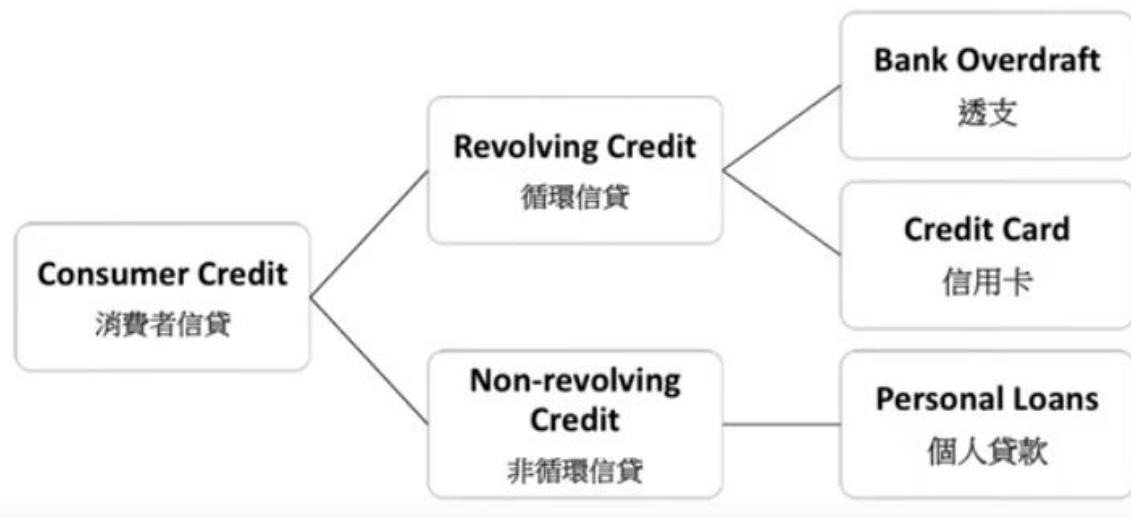 Consumer Credit
消費者信貸
Revolving Credit
循環信貸
Bank Overdraft
透支
Credit Card
信用卡
Non-revolving
Credit
非循環信貸
Personal Loans
個人貸款